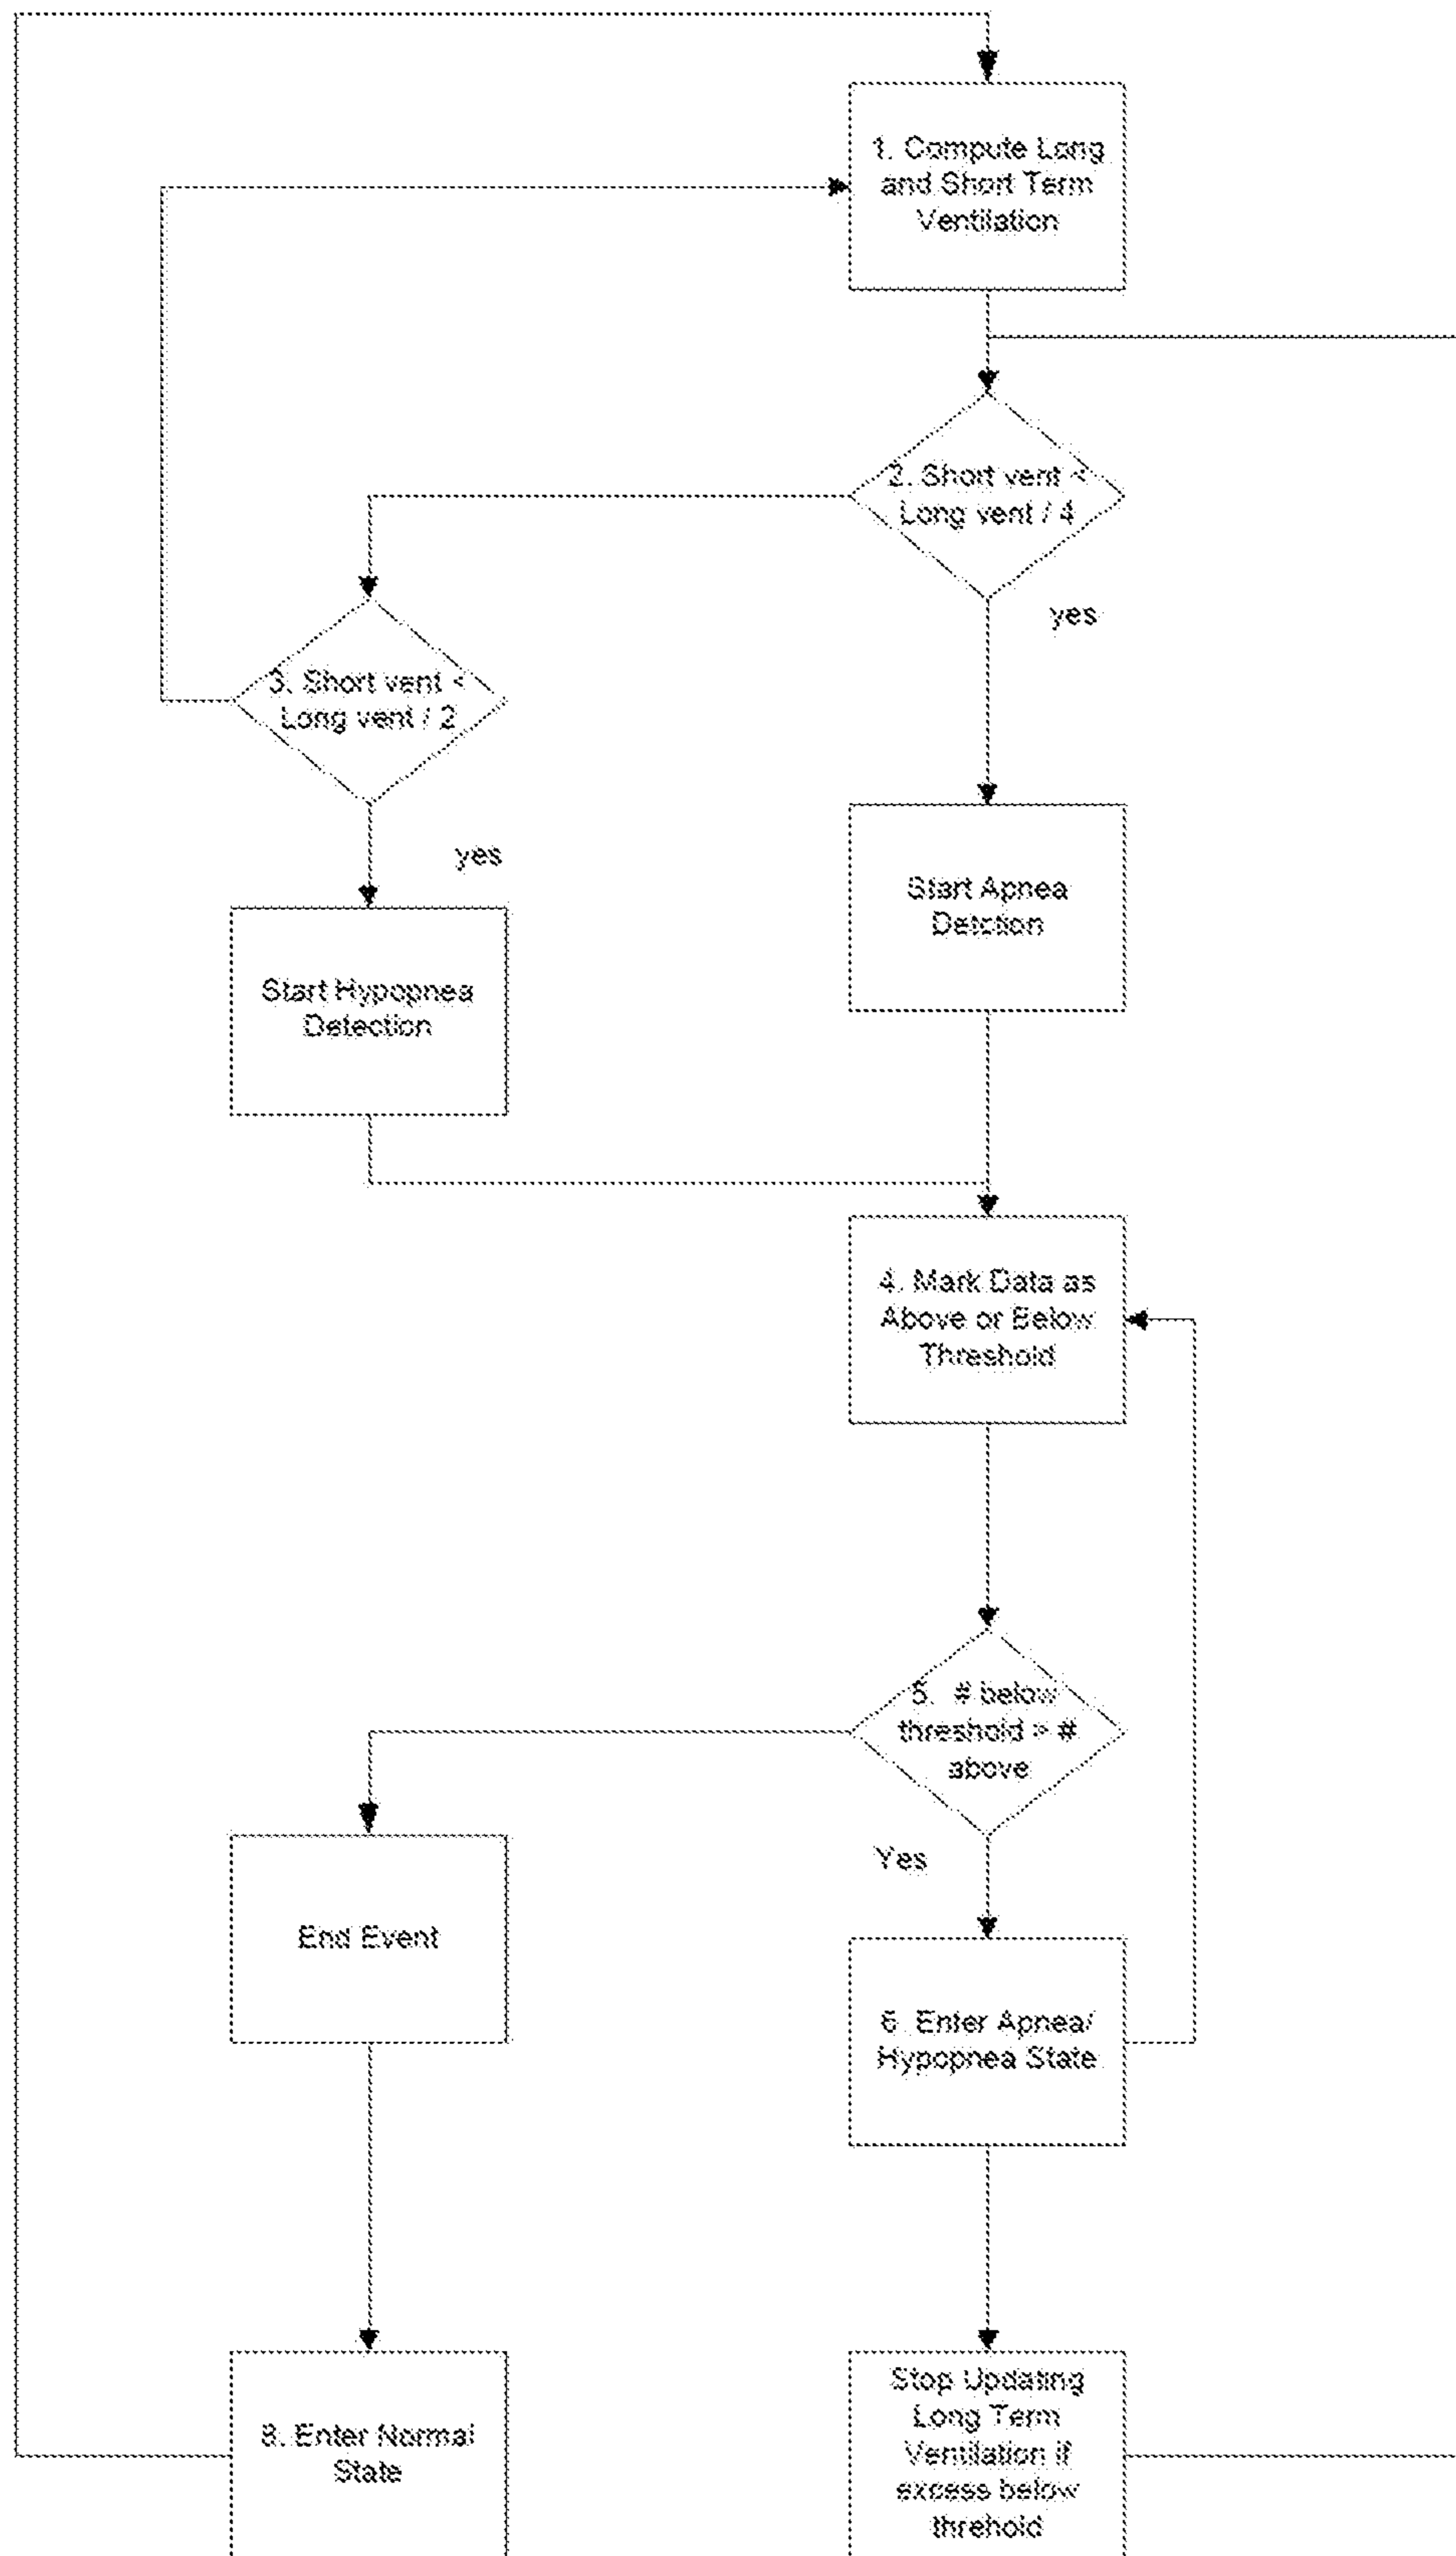 1. Compute Long
and Short Term
Ventilation
2. Short vent <
Long vent / 4
yes
3. Short vent <
Long vent / 2
yes
Start Apnea
Detction
Start Hypopnea
Detection
4. Mark Data as
Above or Below
Threshold
5. # below
threshold > #
above
Yes
End Event
6. Enter Apnea/
Hypopnea State
8. Enter Normal
State
Stop Updating
Long Term
Ventilation if
excess below
threhold